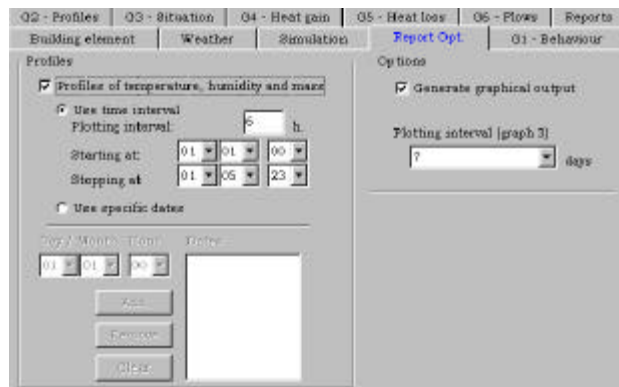 G2 - Profiles G3 - Situation G4 - Heat gain G5 - Heat loss G6 - Flows Reports
Building element Weather Simulation Report Opt. G1 - Behaviour
Profiles
Profiles of temperature, humidity and mass
Use time interval
Plotting interval: 6 h.
Starting at: 01 01 00
Stopping at 01 05 23
Use specific dates
Day / Month Hour Dates
01 01 00
Add
Remove
Clear
Options
Generate graphical output
Plotting interval (graph 3)
7 days